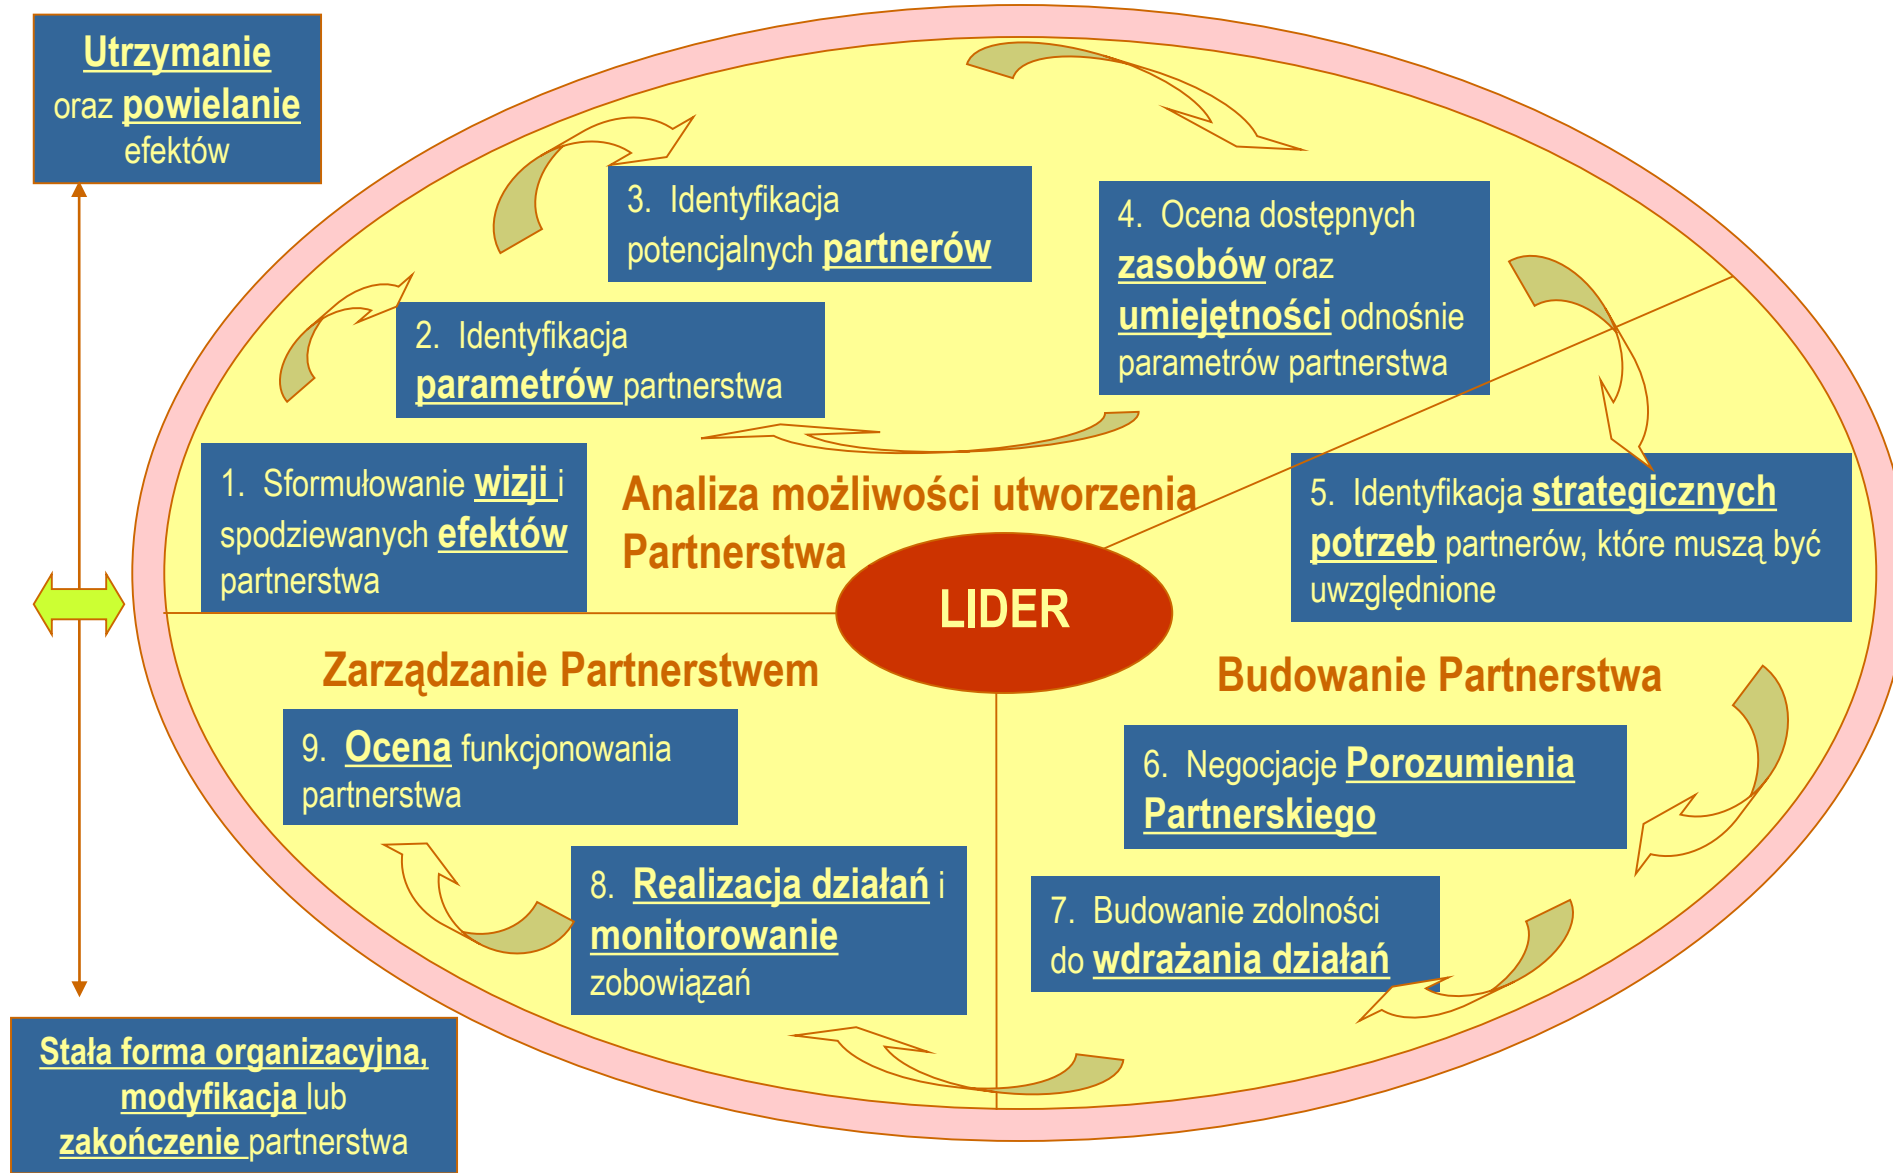 Utrzymanie
oraz powielanie
efektów
3. Identyfikacja
potencjalnych partnerów
4. Ocena dostępnych
zasobów oraz
umiejętności odnośnie
parametrów partnerstwa
2. Identyfikacja
parametrów partnerstwa
1. Sformułowanie wizji i
spodziewanych efektów
partnerstwa
Analiza możliwości utworzenia
Partnerstwa
5. Identyfikacja strategicznych
potrzeb partnerów, które muszą być
uwzględnione
LIDER
Zarządzanie Partnerstwem
Budowanie Partnerstwa
9. Ocena funkcjonowania
partnerstwa
6. Negocjacje Porozumienia
Partnerskiego
8. Realizacja działań i
monitorowanie
zobowiązań
7. Budowanie zdolności
do wdrażania działań
Stała forma organizacyjna,
modyfikacja lub
zakończenie partnerstwa